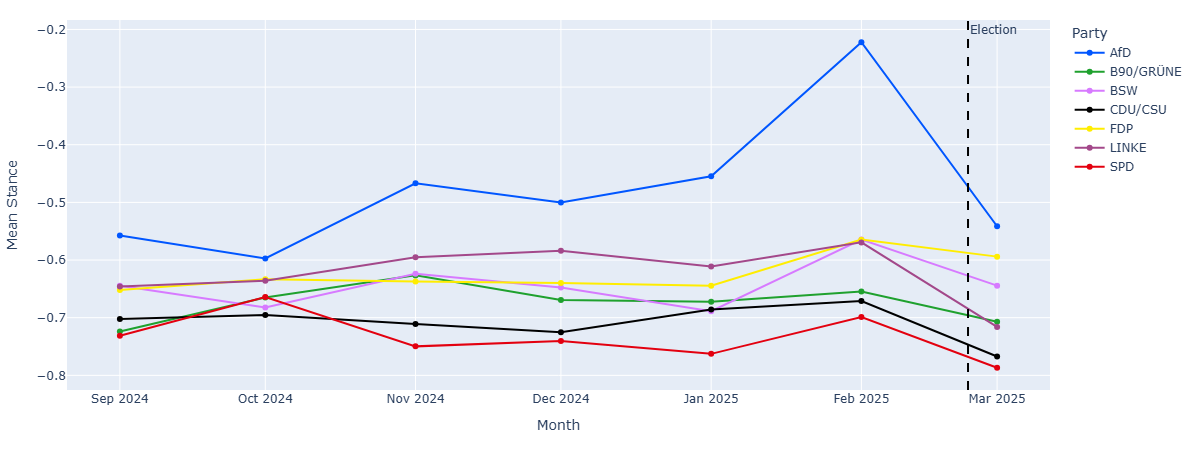 Election
Party
AfD
B90/GRÜNE
BSW
CDU/CSU
FDP
LINKE
SPD
Mean Stance
−0.2
−0.3
−0.4
−0.5
−0.6
−0.7
−0.8
Sep 2024 Oct 2024 Nov 2024 Dec 2024 Jan 2025 Feb 2025 Mar 2025
Month